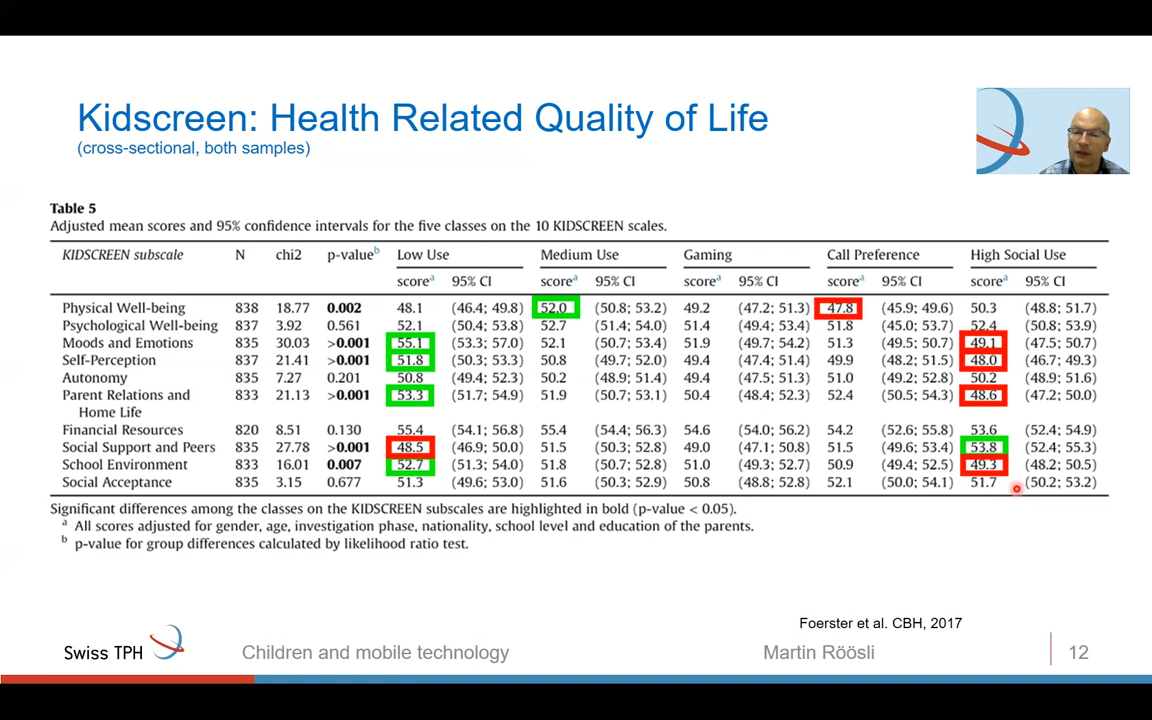 Kidscreen: Health Related Quality of Life
(cross-sectional, both samples)
Table 5
Adjusted mean scores and 95% confidence intervals for the five classes on the 10 KIDSCREEN scales.
KIDSCREEN subscale N chi2 p-valueb Low Use Medium Use Gaming Call Preference High Social Use
scorea 95% CI scorea 95% CI scorea 95% CI scorea 95% CI scorea 95% CI
Physical Well-being 838 18.77 0.002 48.1 (46.4; 49.8) 52.0 (50.8; 53.2) 49.2 (47.2; 51.3) 47.8 (45.9; 49.6) 50.3 (48.8; 51.7)
Psychological Well-being 837 3.92 0.561 52.1 (50.4; 53.8) 52.7 (51.4; 54.0) 51.4 (49.4; 53.4) 51.8 (45.0; 53.7) 52.4 (50.8; 53.9)
Moods and Emotions 835 30.03 >0.001 55.1 (53.3; 57.0) 52.1 (50.7; 53.4) 51.9 (49.7; 54.2) 51.3 (49.5; 50.7) 49.1 (47.5; 50.7)
Self-Perception 837 21.41 >0.001 51.8 (50.3; 53.3) 50.8 (49.7; 52.0) 49.4 (47.4; 51.4) 49.9 (48.2; 51.5) 48.0 (46.7; 49.3)
Autonomy 835 7.27 0.201 50.8 (49.4; 52.3) 50.2 (48.9; 51.4) 49.4 (47.5; 51.3) 51.0 (49.2; 52.8) 50.2 (48.9; 51.6)
Parent Relations and 833 21.13 >0.001 53.3 (51.7; 54.9) 51.9 (50.7; 53.1) 50.4 (48.4; 52.3) 52.4 (50.5; 54.3) 48.6 (47.2; 50.0)
Home Life
Financial Resources 820 8.51 0.130 55.4 (54.1; 56.8) 55.4 (54.4; 56.3) 54.6 (54.0; 56.2) 54.2 (52.6; 55.8) 53.6 (52.4; 54.9)
Social Support and Peers 835 27.78 >0.001 48.5 (46.9; 50.0) 51.5 (50.3; 52.8) 49.0 (47.1; 50.8) 51.5 (49.6; 53.4) 53.8 (52.4; 55.3)
School Environment 833 16.01 0.007 52.7 (51.3; 54.0) 51.8 (50.7; 52.8) 51.0 (49.3; 52.7) 50.9 (49.4; 52.5) 49.3 (48.2; 50.5)
Social Acceptance 835 3.15 0.677 51.3 (49.6; 53.0) 51.6 (50.3; 52.9) 50.8 (48.8; 52.8) 52.1 (50.0; 54.1) 51.7 (50.2; 53.2)
Significant differences among the classes on the KIDSCREEN subscales are highlighted in bold (p-value < 0.05).
a All scores adjusted for gender, age, investigation phase, nationality, school level and education of the parents.
b p-value for group differences calculated by likelihood ratio test.
Foerster et al. CBH, 2017
Swiss TPH Children and mobile technology Martin Röösli 12